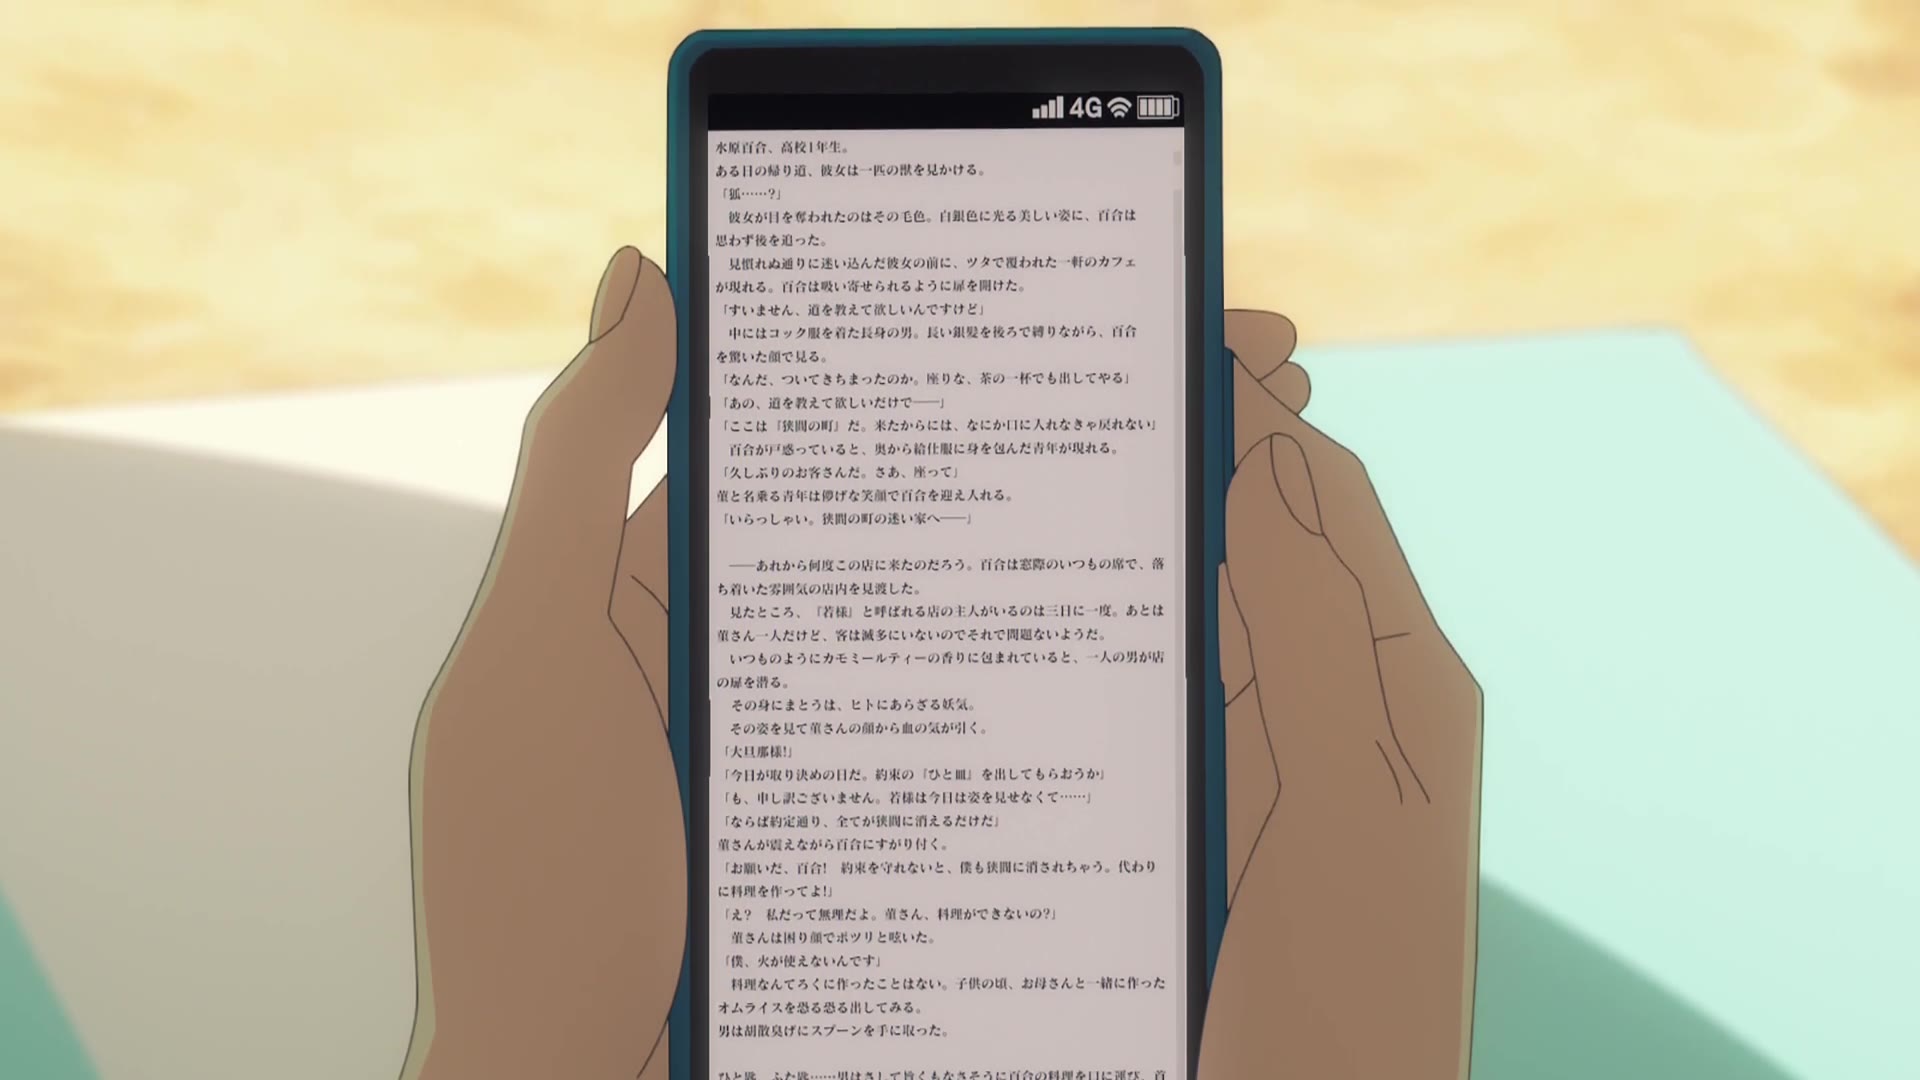 4G
水原百合、高校1年生。
ある日の帰り道、彼女は一匹の獣を見かける。
「狐……?」
　彼女が目を奪われたのはその毛色。白銀色に光る美しい姿に、百合は
思わず後を追った。
　見慣れぬ通りに迷い込んだ彼女の前に、ツタで覆われた一軒のカフェ
が現れる。百合は吸い寄せられるように扉を開けた。
「すいません、道を教えて欲しいんですけど」
　中にはコック服を着た長身の男。長い銀髪を後ろで縛りながら、百合
を驚いた顔で見る。
「なんだ、ついてきちまったのか。座りな、茶の一杯でも出してやる」
「あの、道を教えて欲しいだけで――」
「ここは『狭間の町』だ。来たからには、なにか口に入れなきゃ戻れない」
　百合が戸惑っていると、奥から給仕服に身を包んだ青年が現れる。
「久しぶりのお客さんだ。さあ、座って」
菫と名乗る青年は儚げな笑顔で百合を迎え入れる。
「いらっしゃい。狭間の町の迷い家へ――」
　――あれから何度この店に来たのだろう。百合は窓際のいつもの席で、落
ち着いた雰囲気の店内を見渡した。
　見たところ、『若様』と呼ばれる店の主人がいるのは三日に一度。あとは
菫さん一人だけど、客は滅多にいないのでそれで問題ないようだ。
　いつものようにカモミールティーの香りに包まれていると、一人の男が店
の扉を潜る。
　その身にまとうは、ヒトにあらざる妖気。
　その姿を見て菫さんの顔から血の気が引く。
「大旦那様!」
「今日が取り決めの日だ。約束の『ひと皿』を出してもらおうか」
「も、申し訳ございません。若様は今日は姿を見せなくて……」
「ならば約定通り、全てが狭間に消えるだけだ」
菫さんが震えながら百合にすがり付く。
「お願いだ、百合!　約束を守れないと、僕も狭間に消されちゃう。代わり
に料理を作ってよ!」
「え?　私だって無理だよ。菫さん、料理ができないの?」
　菫さんは困り顔でポツリと呟いた。
「僕、火が使えないんです」
　料理なんてろくに作ったことはない。子供の頃、お母さんと一緒に作った
オムライスを恐る恐る出してみる。
男は胡散臭げにスプーンを手に取った。
ひと匙、ふた匙……男はさして旨くもなさそうに百合の料理を口に運び、首